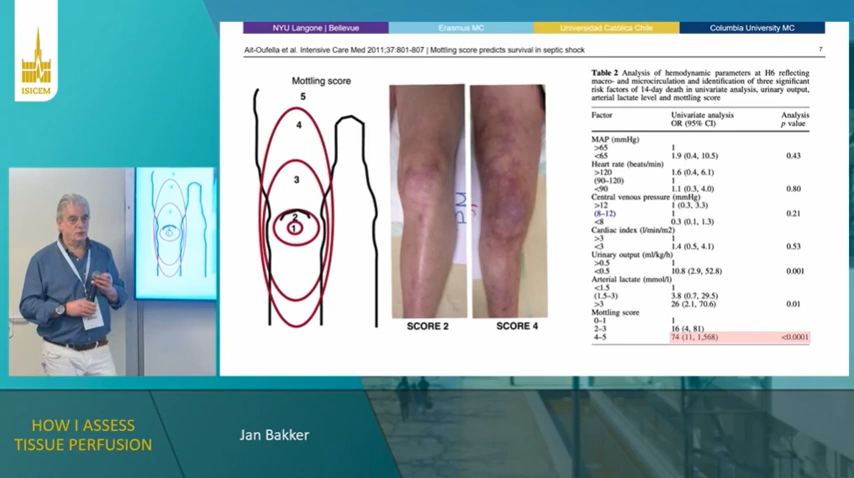 ISICEM
NYU Langone | Bellevue
Erasmus MC
Universidad Católica Chile
Columbia University MC
Ait-Oufella et al. Intensive Care Med 2011;37:801-807 | Mottling score predicts survival in septic shock
7
Mottling score
5
4
3
2
1
SCORE 2
SCORE 4
Table 2 Analysis of hemodynamic parameters at H6 reflecting
macro- and microcirculation and identification of three significant
risk factors of 14-day death in univariate analysis, urinary output,
arterial lactate level and mottling score
Factor Univariate analysis Analysis
OR (95% CI) p value
MAP (mmHg)
>65 1
<65 1.9 (0.4, 10.5) 0.43
Heart rate (beats/min)
>120 1.6 (0.4, 6.1)
(90–120) 1
<90 1.1 (0.3, 4.0) 0.80
Central venous pressure (mmHg)
>12 1 (0.3, 3.3)
(8–12) 1 0.21
<8 0.3 (0.1, 1.3)
Cardiac index (l/min/m2)
>3 1
<3 1.4 (0.5, 4.1) 0.53
Urinary output (ml/kg/h)
>0.5 1
<0.5 10.8 (2.9, 52.8) 0.001
Arterial lactate (mmol/l)
<1.5 1
(1.5–3) 3.8 (0.7, 29.5)
>3 26 (2.1, 70.6) 0.01
Mottling score
0–1 1
2–3 16 (4, 81)
4–5 74 (11, 1,568) <0.0001
HOW I ASSESS
TISSUE PERFUSION
Jan Bakker